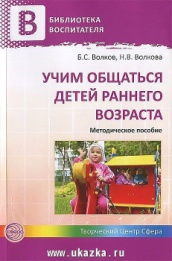 В
БИБЛИОТЕКА
ВОСПИТАТЕЛЯ
Б.С. Волков, Н.В. Волкова
УЧИМ ОБЩАТЬСЯ
ДЕТЕЙ РАННЕГО
ВОЗРАСТА
Методическое пособие
Творческий Центр Сфера
www.ukazka.ru